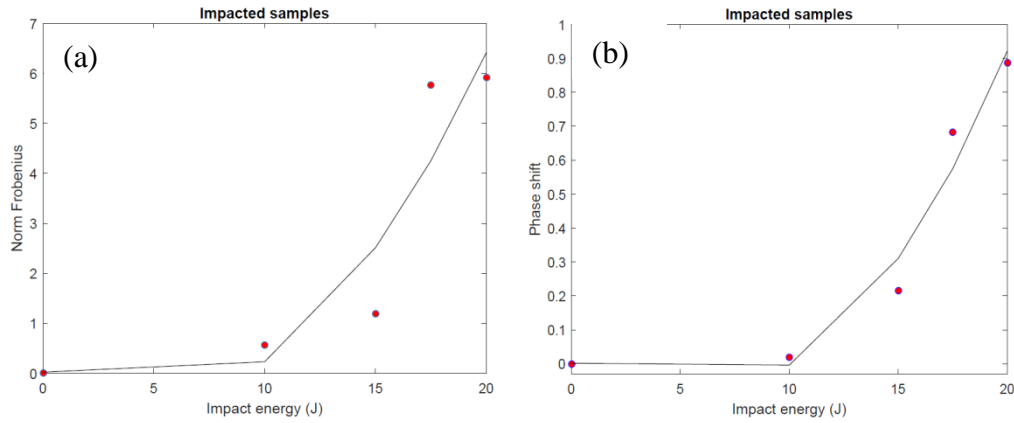 Impacted samples
(a)
7
6
5
4
3
2
1
0
Norm Frobenius
0 5 10 15 20
Impact energy (J)
Impacted samples
(b)
1
0.9
0.8
0.7
0.6
0.5
0.4
0.3
0.2
0.1
0
Phase shift
0 5 10 15 20
Impact energy (J)